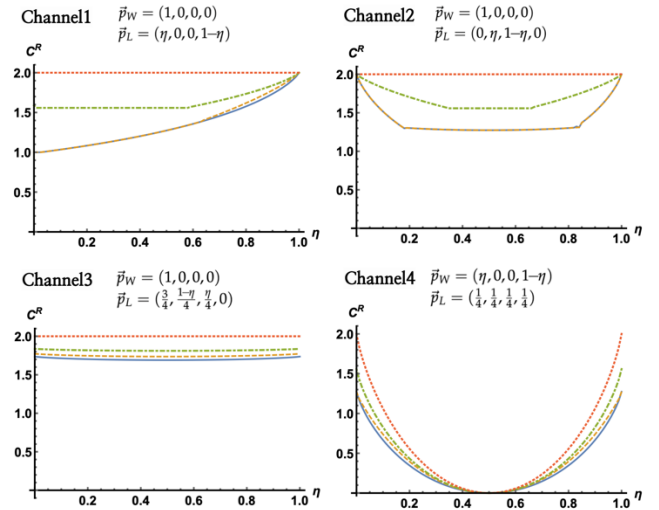 Channel1 p⃗_W = (1,0,0,0)
p⃗_L = (η,0,0,1−η)
C^R
2.0
1.5
1.0
0.5
0.2 0.4 0.6 0.8 1.0 η
Channel2 p⃗_W = (1,0,0,0)
p⃗_L = (0,η,1−η,0)
C^R
2.0
1.5
1.0
0.5
0.2 0.4 0.6 0.8 1.0 η
Channel3 p⃗_W = (1,0,0,0)
p⃗_L = (3/4, 1−η/4, η/4, 0)
C^R
2.0
1.5
1.0
0.5
0.2 0.4 0.6 0.8 1.0 η
Channel4 p⃗_W = (η,0,0,1−η)
p⃗_L = (1/4, 1/4, 1/4, 1/4)
C^R
2.0
1.5
1.0
0.5
0.2 0.4 0.6 0.8 1.0 η